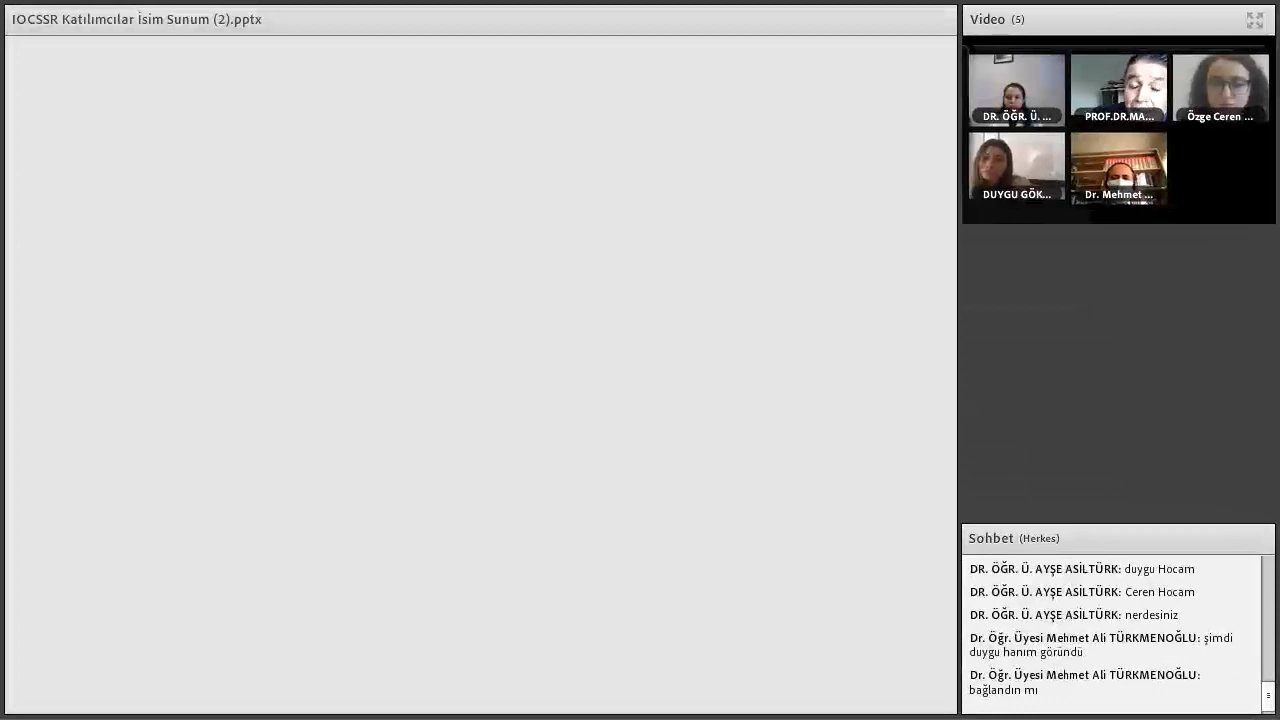 IOCSSR Katılımcılar İsim Sunum (2).pptx
Video (5)
DR. ÖĞR. Ü. ...
PROF.DR.MA...
Özge Ceren ...
DUYGU GÖK...
Dr. Mehmet ...
Sohbet (Herkes)
DR. ÖĞR. Ü. AYŞE ASİLTÜRK: duygu Hocam
DR. ÖĞR. Ü. AYŞE ASİLTÜRK: Ceren Hocam
DR. ÖĞR. Ü. AYŞE ASİLTÜRK: nerdesiniz
Dr. Öğr. Üyesi Mehmet Ali TÜRKMENOĞLU: şimdi
duygu hanım göründü
Dr. Öğr. Üyesi Mehmet Ali TÜRKMENOĞLU:
bağlandın mı